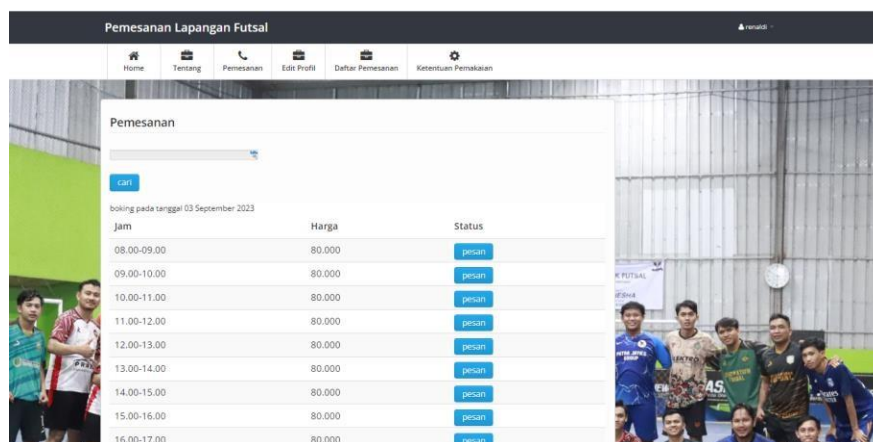 Pemesanan Lapangan Futsal
renaldi
Home Tentang Pemesanan Edit Profil Daftar Pemesanan Ketentuan Pemakaian
Pemesanan
cari
boking pada tanggal 03 September 2023
Jam Harga Status
08.00-09.00 80.000 pesan
09.00-10.00 80.000 pesan
10.00-11.00 80.000 pesan
11.00-12.00 80.000 pesan
12.00-13.00 80.000 pesan
13.00-14.00 80.000 pesan
14.00-15.00 80.000 pesan
15.00-16.00 80.000 pesan
16.00-17.00 80.000 pesan
FUTSAL